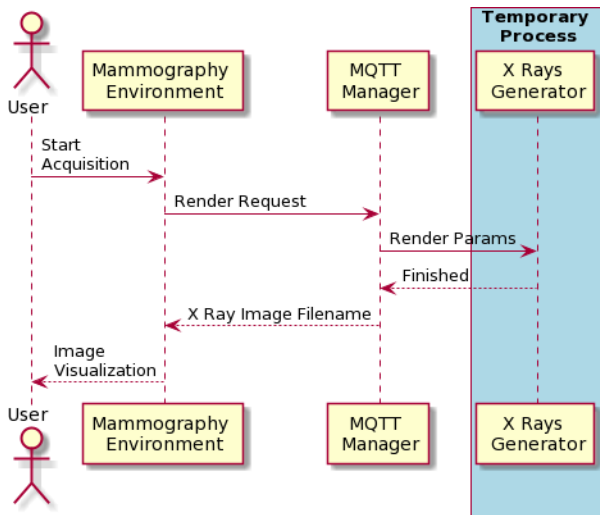 Temporary
Process
Mammography
Environment
MQTT
Manager
X Rays
Generator
User
Start
Acquisition
Render Request
Render Params
Finished
X Ray Image Filename
Image
Visualization
User
Mammography
Environment
MQTT
Manager
X Rays
Generator